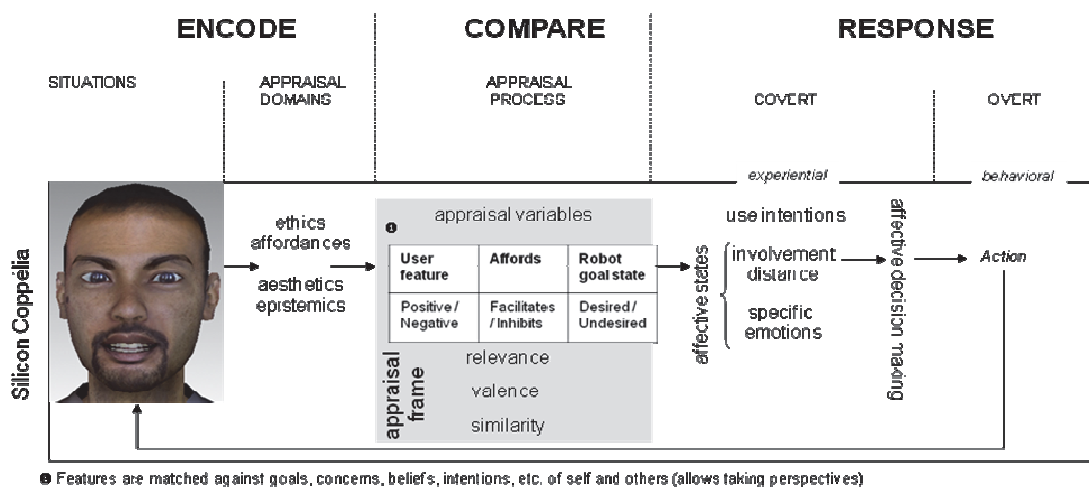 ENCODE COMPARE RESPONSE
SITUATIONS
APPRAISAL
DOMAINS
APPRAISAL
PROCESS
COVERT
OVERT
experiential
behavioral
Silicon Coppelia
ethics
affordances
aesthetics
epistemics
❶
appraisal variables
User
feature
Affords
Robot
goal state
Positive /
Negative
Facilitates
/ Inhibits
Desired /
Undesired
appraisal
frame
relevance
valence
similarity
affective states
use intentions
involvement
distance
specific
emotions
affective decision making
Action
❶ Features are matched against goals, concerns, beliefs, intentions, etc. of self and others (allows taking perspectives)